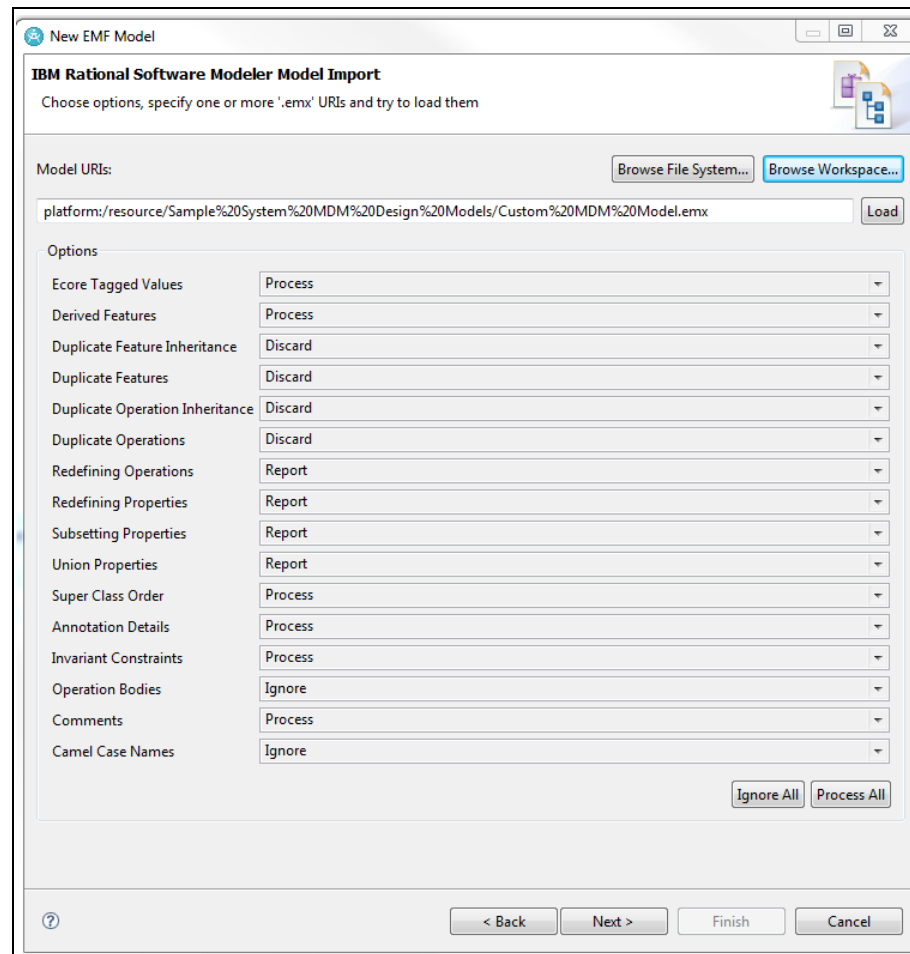 New EMF Model
IBM Rational Software Modeler Model Import
Choose options, specify one or more '.emx' URIs and try to load them
Model URIs: Browse File System... Browse Workspace...
platform:/resource/Sample%20System%20MDM%20Design%20Models/Custom%20MDM%20Model.emx Load
Options
Ecore Tagged Values Process
Derived Features Process
Duplicate Feature Inheritance Discard
Duplicate Features Discard
Duplicate Operation Inheritance Discard
Duplicate Operations Discard
Redefining Operations Report
Redefining Properties Report
Subsetting Properties Report
Union Properties Report
Super Class Order Process
Annotation Details Process
Invariant Constraints Process
Operation Bodies Ignore
Comments Process
Camel Case Names Ignore
Ignore All Process All
? < Back Next > Finish Cancel